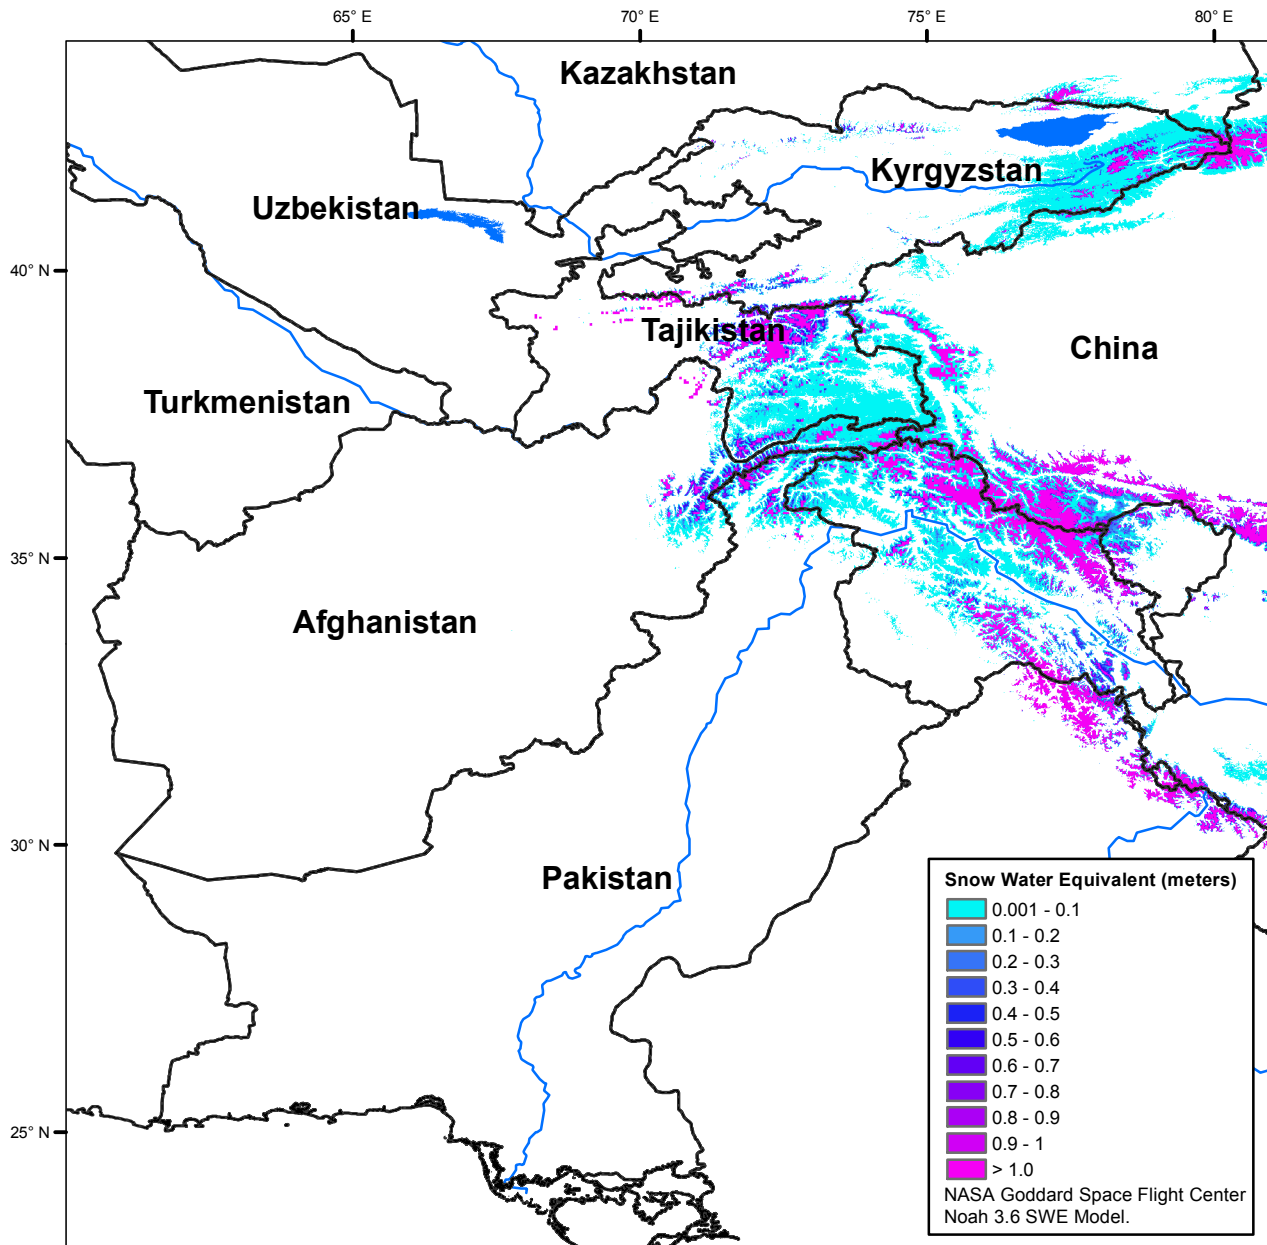 65° E
70° E
75° E
80° E
Kazakhstan
Kyrgyzstan
Uzbekistan
40° N
Tajikistan
China
Turkmenistan
35° N
Afghanistan
30° N
Pakistan
25° N
Snow Water Equivalent (meters)
0.001 - 0.1
0.1 - 0.2
0.2 - 0.3
0.3 - 0.4
0.4 - 0.5
0.5 - 0.6
0.6 - 0.7
0.7 - 0.8
0.8 - 0.9
0.9 - 1
> 1.0
NASA Goddard Space Flight Center
Noah 3.6 SWE Model.